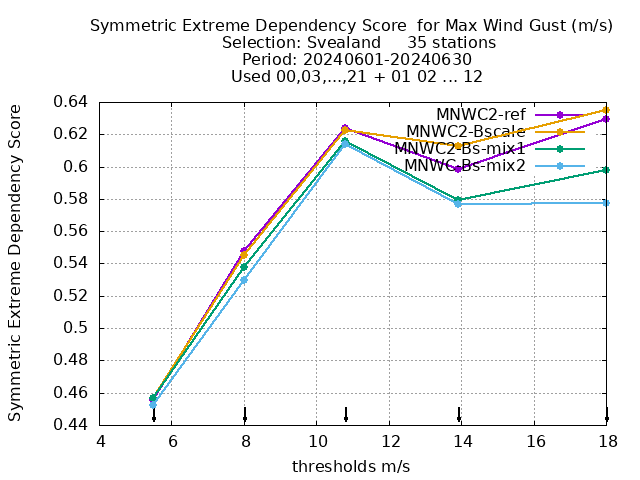 Symmetric Extreme Dependency Score  for Max Wind Gust (m/s)
Selection: Svealand     35 stations
Period: 20240601-20240630
Used 00,03,...,21 + 01 02 ... 12
Symmetric Extreme Dependency Score
0.64
0.62
0.6
0.58
0.56
0.54
0.52
0.5
0.48
0.46
0.44
MNWC2-ref
MNWC2-Bscale
MNWC2-Bs-mix1
MNWC-Bs-mix2
4 6 8 10 12 14 16 18
thresholds m/s